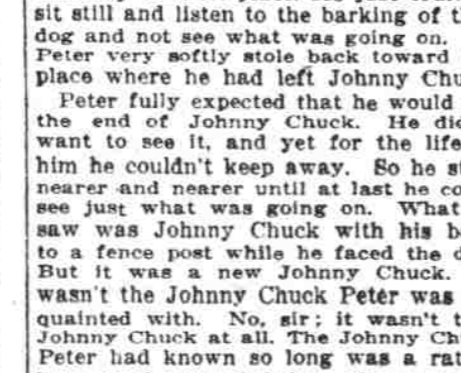 sit still and listen to the barking of t
dog and not see what was going on.
Peter very softly stole back toward
place where he had left Johnny Chu
Peter fully expected that he would
the end of Johnny Chuck. He di
want to see it, and yet for the life
him he couldn't keep away. So he s
nearer and nearer until at last he co
see just what was going on. What
saw was Johnny Chuck with his b
to a fence post while he faced the d
But it was a new Johnny Chuck.
wasn't the Johnny Chuck Peter was
quainted with. No, sir; it wasn't t
Johnny Chuck at all. The Johnny Ch
Peter had known so long was a rat